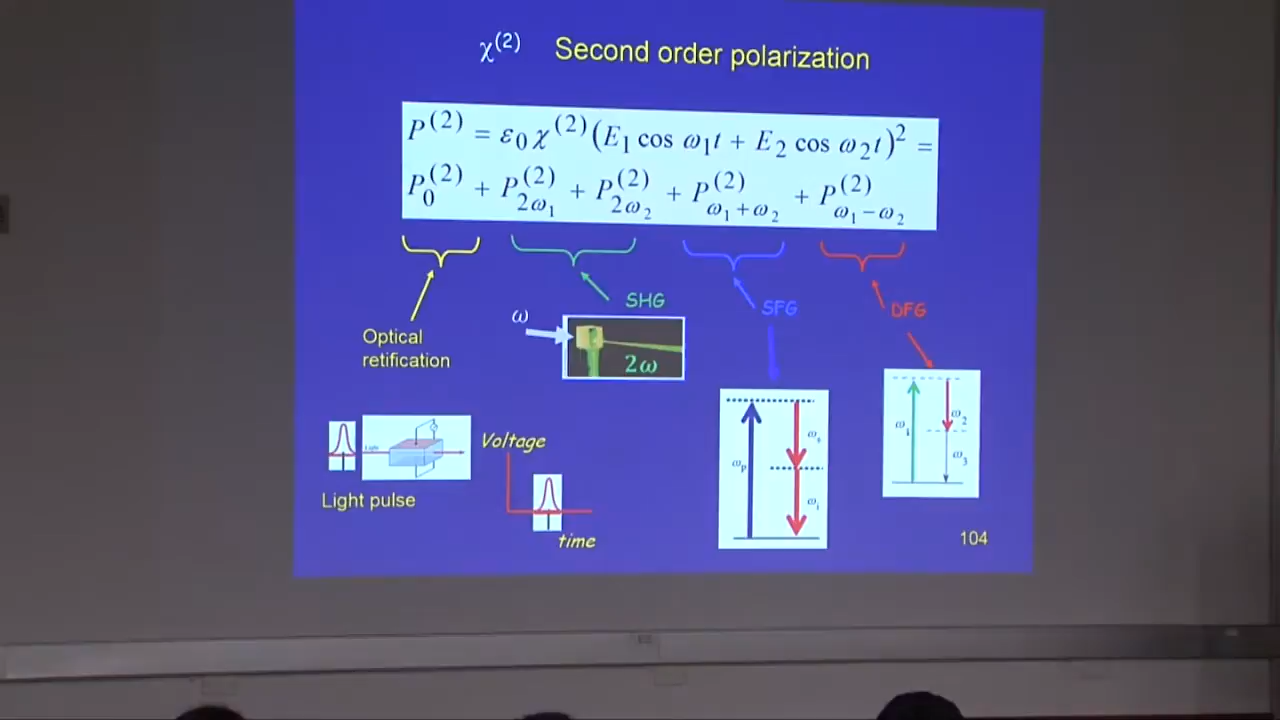 χ(2) Second order polarization
P(2) = ε0 χ(2) (E1 cos ω1t + E2 cos ω2t)2 =
P0(2) + P2ω1(2) + P2ω2(2) + Pω1+ω2(2) + Pω1−ω2(2)
SHG
SFG
DFG
ω
2ω
Optical
retification
Voltage
time
Light pulse
ωp
ωi
ω1
ω2
ω3
104